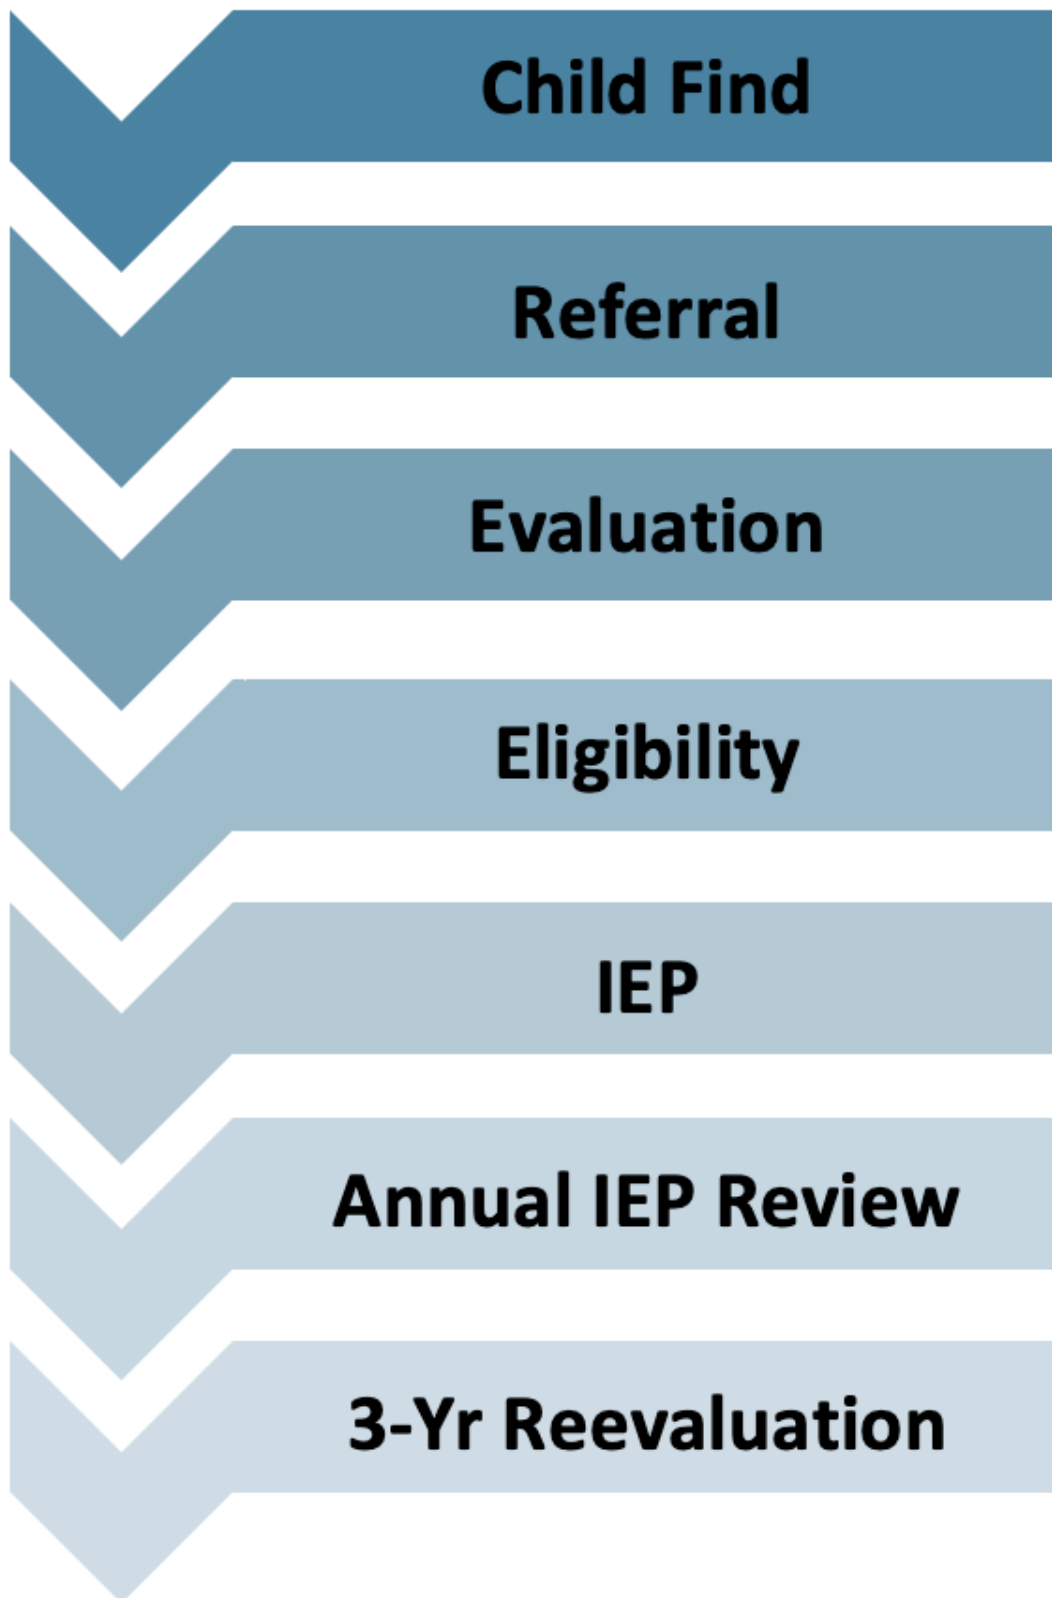 Child Find
Referral
Evaluation
Eligibility
IEP
Annual IEP Review
3-Yr Reevaluation